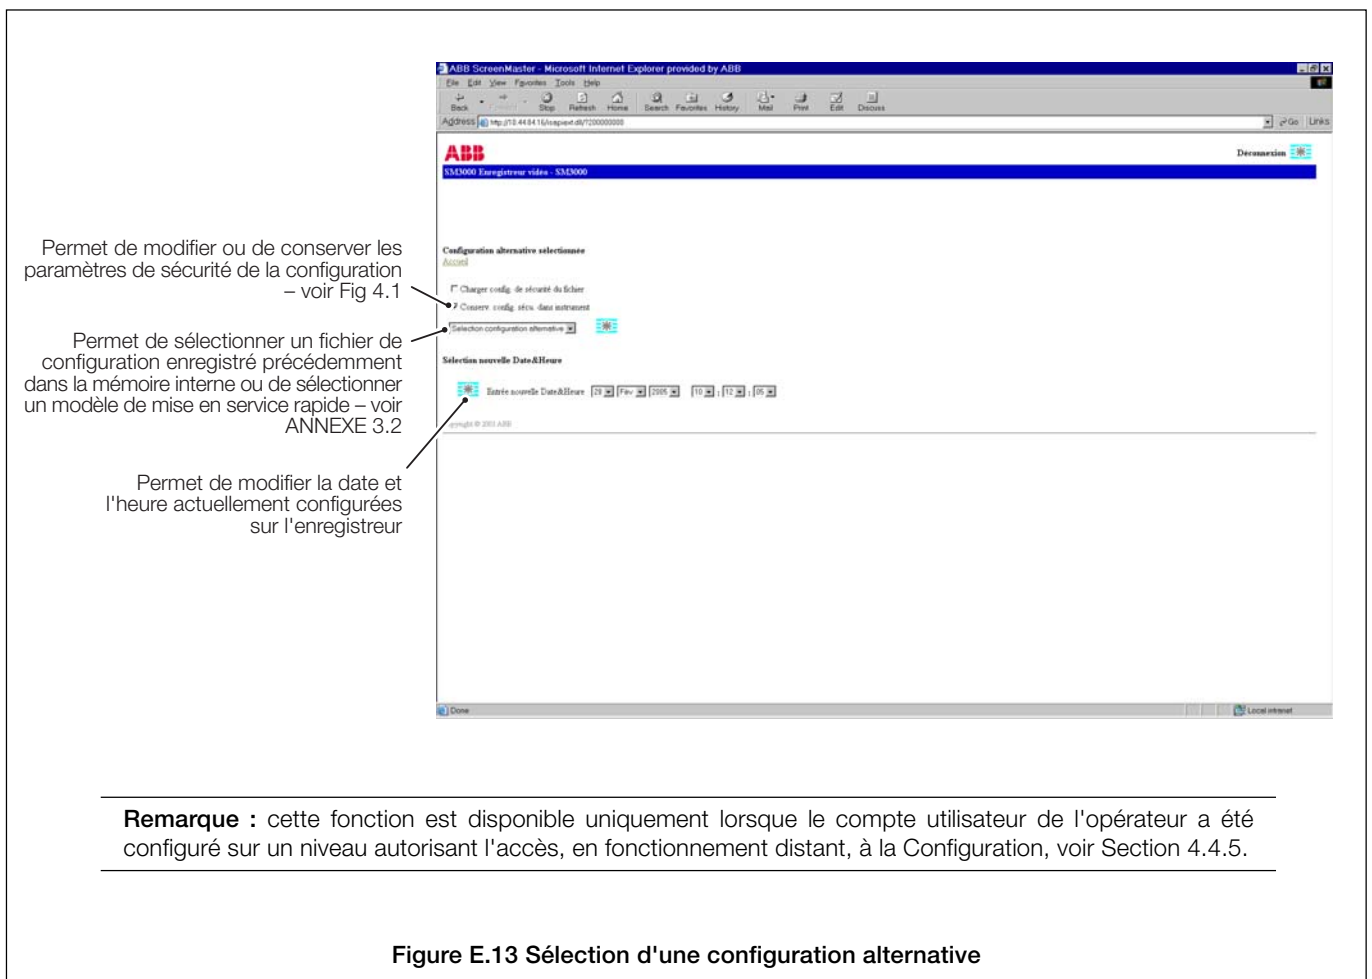 ABB ScreenMaster - Microsoft Internet Explorer provided by ABB
File Edit View Favorites Tools Help
Back Stop Refresh Home Search Favorites History Mail Print Edit Discuss
Address Go Links
ABB
Déconnexion
SM3000 Enregistreur vidéo - SM3000
Configuration alternative sélectionnée
Accueil
Charger config. de sécurité du fichier
Conserv. config. sécu. dans instrument
Sélection configuration alternative
Sélection nouvelle Date&Heure
Entrée nouvelle Date&Heure 28 Fév 2005 10 : 12 : 05
Copyright © 2003 ABB
Done
Local intranet
Permet de modifier ou de conserver les
paramètres de sécurité de la configuration
– voir Fig 4.1
Permet de sélectionner un fichier de
configuration enregistré précédemment
dans la mémoire interne ou de sélectionner
un modèle de mise en service rapide – voir
ANNEXE 3.2
Permet de modifier la date et
l'heure actuellement configurées
sur l'enregistreur
Remarque : cette fonction est disponible uniquement lorsque le compte utilisateur de l'opérateur a été
configuré sur un niveau autorisant l'accès, en fonctionnement distant, à la Configuration, voir Section 4.4.5.
Figure E.13 Sélection d'une configuration alternative